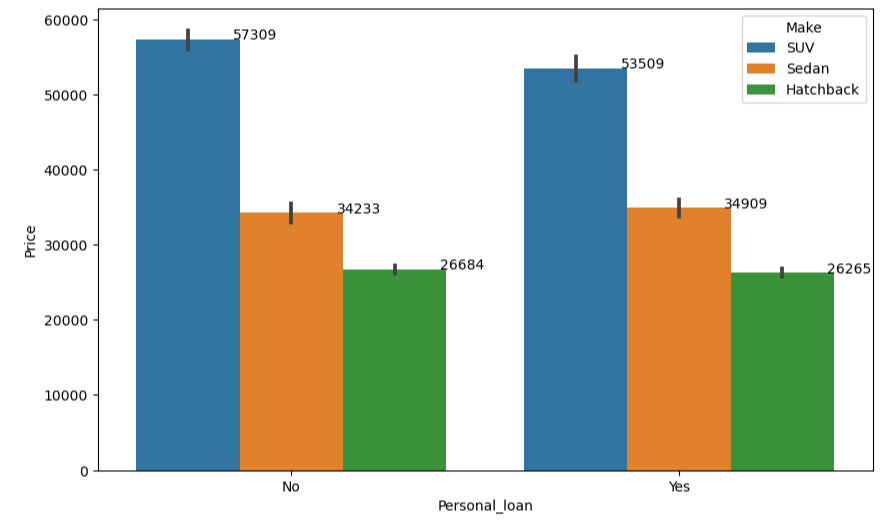 60000
50000
40000
30000
20000
10000
0
Price
57309
34233
26684
53509
34909
26265
Make
SUV
Sedan
Hatchback
No
Yes
Personal_loan